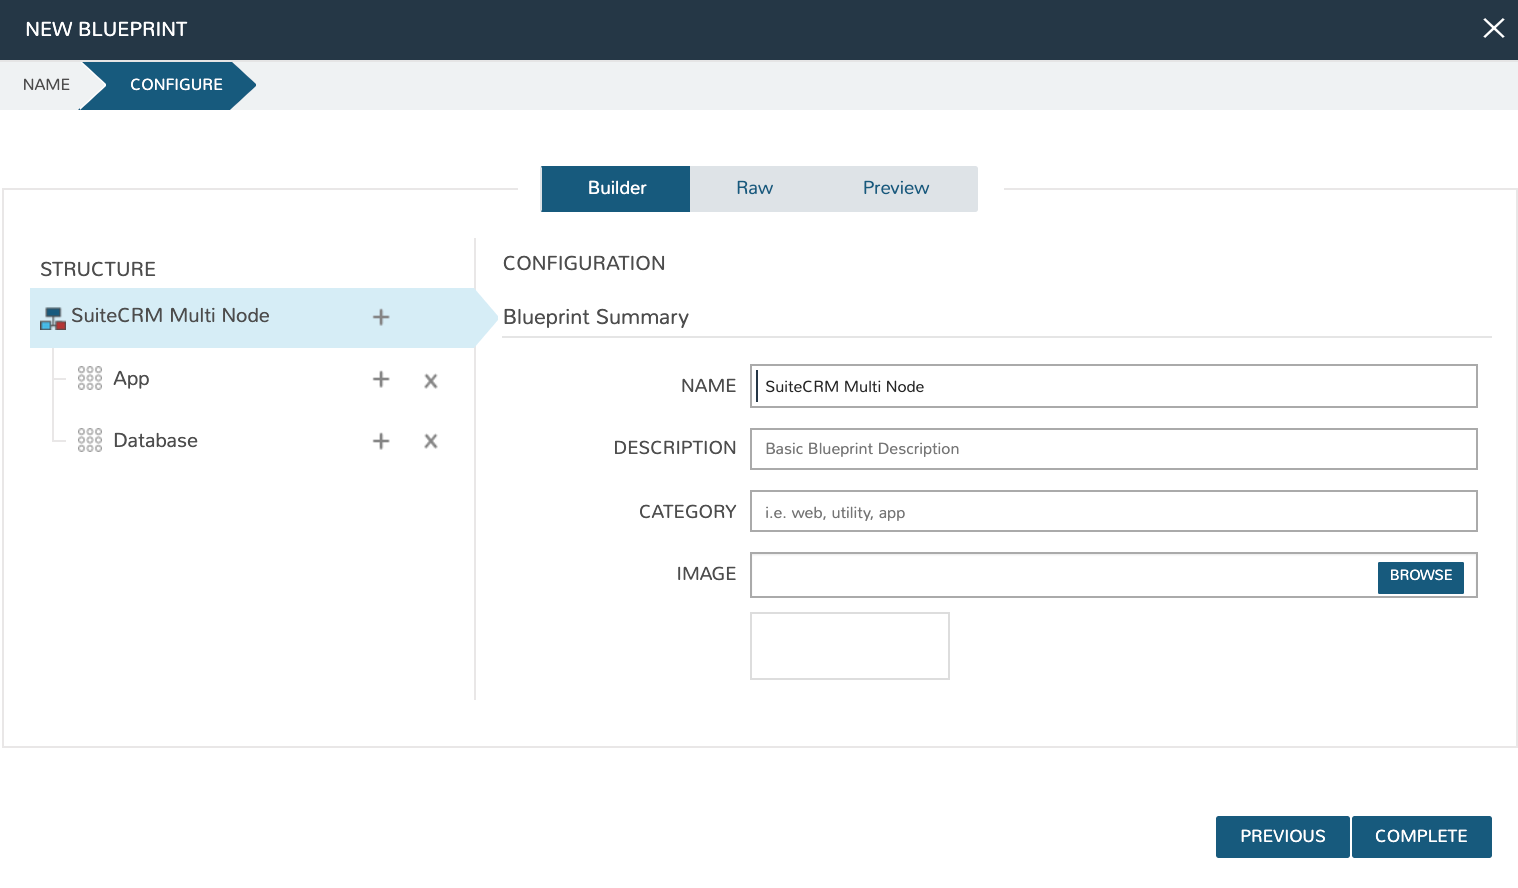 NEW BLUEPRINT
NAME
CONFIGURE
Builder
Raw
Preview
STRUCTURE
SuiteCRM Multi Node
App
Database
CONFIGURATION
Blueprint Summary
NAME
SuiteCRM Multi Node
DESCRIPTION
Basic Blueprint Description
CATEGORY
i.e. web, utility, app
IMAGE
BROWSE
PREVIOUS
COMPLETE